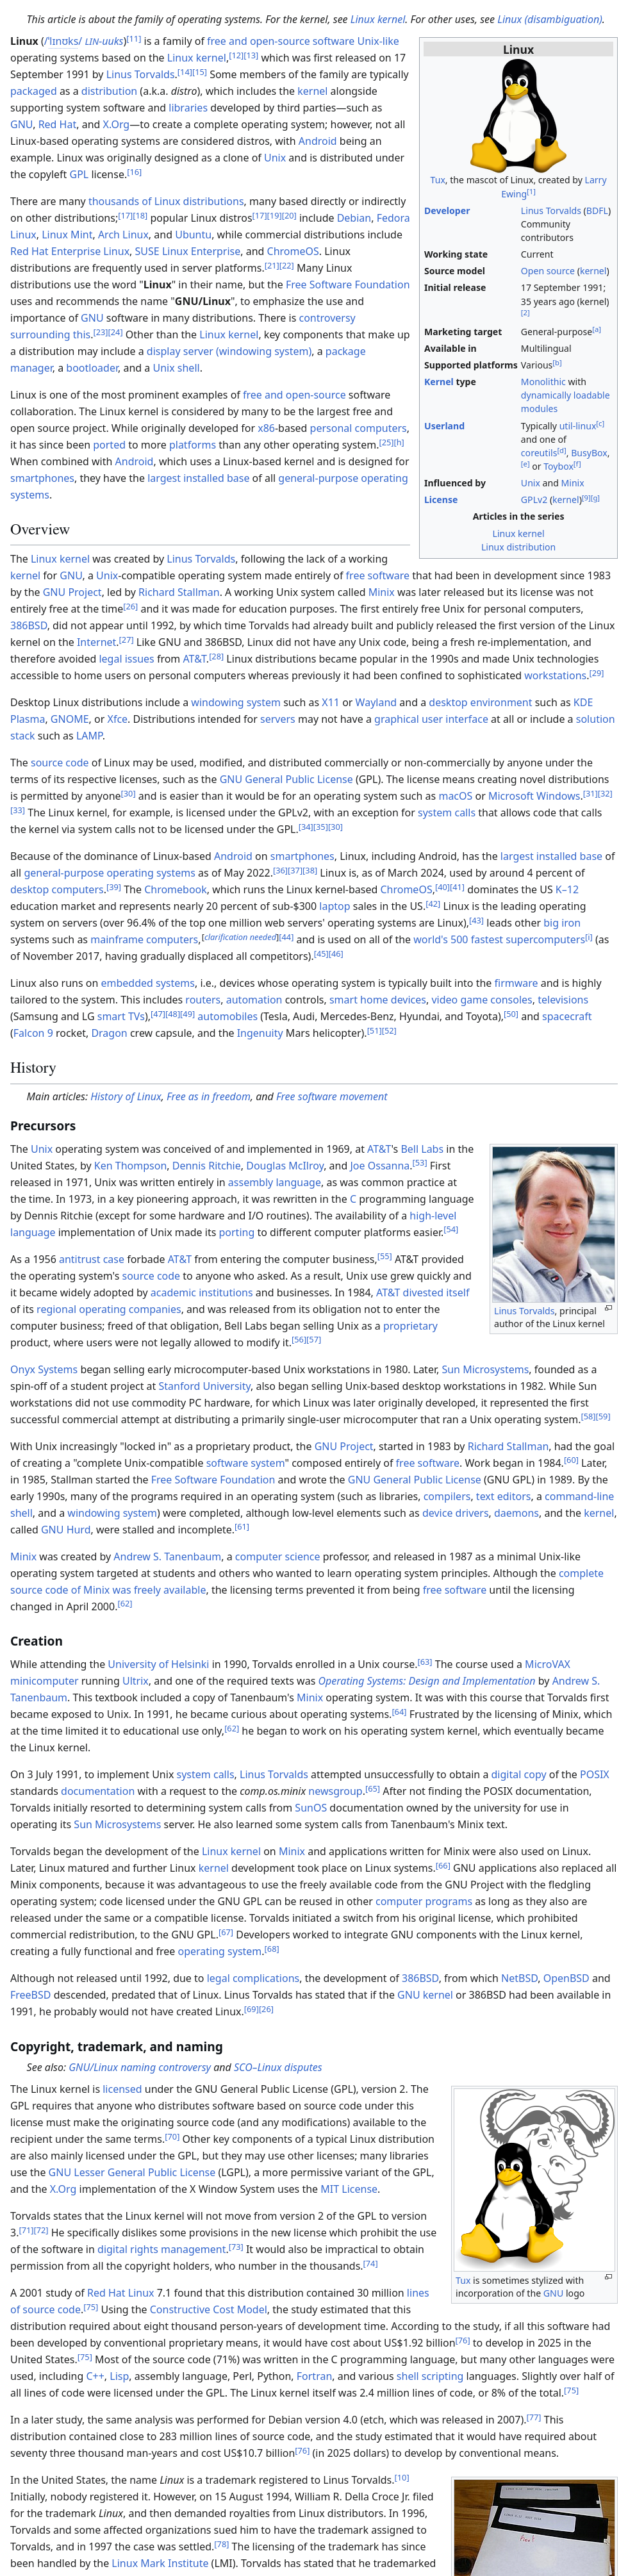 This article is about the family of operating systems. For the kernel, see Linux kernel. For other uses, see Linux (disambiguation).
Linux (/ˈlɪnʊks/ LIN-uuks)[11] is a family of free and open-source software Unix-like
operating systems based on the Linux kernel,[12][13] which was first released on 17
September 1991 by Linus Torvalds.[14][15] Some members of the family are typically
packaged as a distribution (a.k.a. distro), which includes the kernel alongside
supporting system software and libraries developed by third parties—such as
GNU, Red Hat, and X.Org—to create a complete operating system; however, not all
Linux-based operating systems are considered distros, with Android being an
example. Linux was originally designed as a clone of Unix and is distributed under
the copyleft GPL license.[16]
There are many thousands of Linux distributions, many based directly or indirectly
on other distributions;[17][18] popular Linux distros[17][19][20] include Debian, Fedora
Linux, Linux Mint, Arch Linux, and Ubuntu, while commercial distributions include
Red Hat Enterprise Linux, SUSE Linux Enterprise, and ChromeOS. Linux
distributions are frequently used in server platforms.[21][22] Many Linux
distributions use the word "Linux" in their name, but the Free Software Foundation
uses and recommends the name "GNU/Linux", to emphasize the use and
importance of GNU software in many distributions. There is controversy
surrounding this.[23][24] Other than the Linux kernel, key components that make up
a distribution may include a display server (windowing system), a package
manager, a bootloader, and a Unix shell.
Linux is one of the most prominent examples of free and open-source software
collaboration. The Linux kernel is considered by many to be the largest free and
open source project. While originally developed for x86-based personal computers,
it has since been ported to more platforms than any other operating system.[25][h]
When combined with Android, which uses a Linux-based kernel and is designed for
smartphones, they have the largest installed base of all general-purpose operating
systems.
Linux
Tux, the mascot of Linux, created by Larry
Ewing[1]
Developer Linus Torvalds (BDFL)
Community
contributors
Working state Current
Source model Open source (kernel)
Initial release 17 September 1991;
35 years ago (kernel)
[2]
Marketing target General-purpose[a]
Available in Multilingual
Supported platforms Various[b]
Kernel type Monolithic with
dynamically loadable
modules
Userland Typically util-linux[c]
and one of
coreutils[d], BusyBox,
[e] or Toybox[f]
Influenced by Unix and Minix
License GPLv2 (kernel)[9][g]
Articles in the series
Linux kernel
Linux distribution
Overview
The Linux kernel was created by Linus Torvalds, following the lack of a working
kernel for GNU, a Unix-compatible operating system made entirely of free software that had been in development since 1983
by the GNU Project, led by Richard Stallman. A working Unix system called Minix was later released but its license was not
entirely free at the time[26] and it was made for education purposes. The first entirely free Unix for personal computers,
386BSD, did not appear until 1992, by which time Torvalds had already built and publicly released the first version of the Linux
kernel on the Internet.[27] Like GNU and 386BSD, Linux did not have any Unix code, being a fresh re-implementation, and
therefore avoided legal issues from AT&T.[28] Linux distributions became popular in the 1990s and made Unix technologies
accessible to home users on personal computers whereas previously it had been confined to sophisticated workstations.[29]
Desktop Linux distributions include a windowing system such as X11 or Wayland and a desktop environment such as KDE
Plasma, GNOME, or Xfce. Distributions intended for servers may not have a graphical user interface at all or include a solution
stack such as LAMP.
The source code of Linux may be used, modified, and distributed commercially or non-commercially by anyone under the
terms of its respective licenses, such as the GNU General Public License (GPL). The license means creating novel distributions
is permitted by anyone[30] and is easier than it would be for an operating system such as macOS or Microsoft Windows.[31][32]
[33] The Linux kernel, for example, is licensed under the GPLv2, with an exception for system calls that allows code that calls
the kernel via system calls not to be licensed under the GPL.[34][35][30]
Because of the dominance of Linux-based Android on smartphones, Linux, including Android, has the largest installed base of
all general-purpose operating systems as of May 2022.[36][37][38] Linux is, as of March 2024, used by around 4 percent of
desktop computers.[39] The Chromebook, which runs the Linux kernel-based ChromeOS,[40][41] dominates the US K–12
education market and represents nearly 20 percent of sub-$300 laptop sales in the US.[42] Linux is the leading operating
system on servers (over 96.4% of the top one million web servers' operating systems are Linux),[43] leads other big iron
systems such as mainframe computers,[clarification needed][44] and is used on all of the world's 500 fastest supercomputers[i] (as
of November 2017, having gradually displaced all competitors).[45][46]
Linux also runs on embedded systems, i.e., devices whose operating system is typically built into the firmware and is highly
tailored to the system. This includes routers, automation controls, smart home devices, video game consoles, televisions
(Samsung and LG smart TVs),[47][48][49] automobiles (Tesla, Audi, Mercedes-Benz, Hyundai, and Toyota),[50] and spacecraft
(Falcon 9 rocket, Dragon crew capsule, and the Ingenuity Mars helicopter).[51][52]
History
Main articles: History of Linux, Free as in freedom, and Free software movement
Precursors
The Unix operating system was conceived of and implemented in 1969, at AT&T's Bell Labs in the
United States, by Ken Thompson, Dennis Ritchie, Douglas McIlroy, and Joe Ossanna.[53] First
released in 1971, Unix was written entirely in assembly language, as was common practice at
the time. In 1973, in a key pioneering approach, it was rewritten in the C programming language
by Dennis Ritchie (except for some hardware and I/O routines). The availability of a high-level
language implementation of Unix made its porting to different computer platforms easier.[54]
As a 1956 antitrust case forbade AT&T from entering the computer business,[55] AT&T provided
the operating system's source code to anyone who asked. As a result, Unix use grew quickly and
it became widely adopted by academic institutions and businesses. In 1984, AT&T divested itself
of its regional operating companies, and was released from its obligation not to enter the
computer business; freed of that obligation, Bell Labs began selling Unix as a proprietary
product, where users were not legally allowed to modify it.[56][57]
Linus Torvalds, principal
author of the Linux kernel
Onyx Systems began selling early microcomputer-based Unix workstations in 1980. Later, Sun Microsystems, founded as a
spin-off of a student project at Stanford University, also began selling Unix-based desktop workstations in 1982. While Sun
workstations did not use commodity PC hardware, for which Linux was later originally developed, it represented the first
successful commercial attempt at distributing a primarily single-user microcomputer that ran a Unix operating system.[58][59]
With Unix increasingly "locked in" as a proprietary product, the GNU Project, started in 1983 by Richard Stallman, had the goal
of creating a "complete Unix-compatible software system" composed entirely of free software. Work began in 1984.[60] Later,
in 1985, Stallman started the Free Software Foundation and wrote the GNU General Public License (GNU GPL) in 1989. By the
early 1990s, many of the programs required in an operating system (such as libraries, compilers, text editors, a command-line
shell, and a windowing system) were completed, although low-level elements such as device drivers, daemons, and the kernel,
called GNU Hurd, were stalled and incomplete.[61]
Minix was created by Andrew S. Tanenbaum, a computer science professor, and released in 1987 as a minimal Unix-like
operating system targeted at students and others who wanted to learn operating system principles. Although the complete
source code of Minix was freely available, the licensing terms prevented it from being free software until the licensing
changed in April 2000.[62]
Creation
While attending the University of Helsinki in 1990, Torvalds enrolled in a Unix course.[63] The course used a MicroVAX
minicomputer running Ultrix, and one of the required texts was Operating Systems: Design and Implementation by Andrew S.
Tanenbaum. This textbook included a copy of Tanenbaum's Minix operating system. It was with this course that Torvalds first
became exposed to Unix. In 1991, he became curious about operating systems.[64] Frustrated by the licensing of Minix, which
at the time limited it to educational use only,[62] he began to work on his operating system kernel, which eventually became
the Linux kernel.
On 3 July 1991, to implement Unix system calls, Linus Torvalds attempted unsuccessfully to obtain a digital copy of the POSIX
standards documentation with a request to the comp.os.minix newsgroup.[65] After not finding the POSIX documentation,
Torvalds initially resorted to determining system calls from SunOS documentation owned by the university for use in
operating its Sun Microsystems server. He also learned some system calls from Tanenbaum's Minix text.
Torvalds began the development of the Linux kernel on Minix and applications written for Minix were also used on Linux.
Later, Linux matured and further Linux kernel development took place on Linux systems.[66] GNU applications also replaced all
Minix components, because it was advantageous to use the freely available code from the GNU Project with the fledgling
operating system; code licensed under the GNU GPL can be reused in other computer programs as long as they also are
released under the same or a compatible license. Torvalds initiated a switch from his original license, which prohibited
commercial redistribution, to the GNU GPL.[67] Developers worked to integrate GNU components with the Linux kernel,
creating a fully functional and free operating system.[68]
Although not released until 1992, due to legal complications, the development of 386BSD, from which NetBSD, OpenBSD and
FreeBSD descended, predated that of Linux. Linus Torvalds has stated that if the GNU kernel or 386BSD had been available in
1991, he probably would not have created Linux.[69][26]
Copyright, trademark, and naming
See also: GNU/Linux naming controversy and SCO–Linux disputes
The Linux kernel is licensed under the GNU General Public License (GPL), version 2. The
GPL requires that anyone who distributes software based on source code under this
license must make the originating source code (and any modifications) available to the
recipient under the same terms.[70] Other key components of a typical Linux distribution
are also mainly licensed under the GPL, but they may use other licenses; many libraries
use the GNU Lesser General Public License (LGPL), a more permissive variant of the GPL,
and the X.Org implementation of the X Window System uses the MIT License.
Torvalds states that the Linux kernel will not move from version 2 of the GPL to version
3.[71][72] He specifically dislikes some provisions in the new license which prohibit the use
of the software in digital rights management.[73] It would also be impractical to obtain
permission from all the copyright holders, who number in the thousands.[74]
Tux is sometimes stylized with
incorporation of the GNU logo
A 2001 study of Red Hat Linux 7.1 found that this distribution contained 30 million lines
of source code.[75] Using the Constructive Cost Model, the study estimated that this
distribution required about eight thousand person-years of development time. According to the study, if all this software had
been developed by conventional proprietary means, it would have cost about US$1.92 billion[76] to develop in 2025 in the
United States.[75] Most of the source code (71%) was written in the C programming language, but many other languages were
used, including C++, Lisp, assembly language, Perl, Python, Fortran, and various shell scripting languages. Slightly over half of
all lines of code were licensed under the GPL. The Linux kernel itself was 2.4 million lines of code, or 8% of the total.[75]
In a later study, the same analysis was performed for Debian version 4.0 (etch, which was released in 2007).[77] This
distribution contained close to 283 million lines of source code, and the study estimated that it would have required about
seventy three thousand man-years and cost US$10.7 billion[76] (in 2025 dollars) to develop by conventional means.
In the United States, the name Linux is a trademark registered to Linus Torvalds.[10]
Initially, nobody registered it. However, on 15 August 1994, William R. Della Croce Jr. filed
for the trademark Linux, and then demanded royalties from Linux distributors. In 1996,
Torvalds and some affected organizations sued him to have the trademark assigned to
Torvalds, and in 1997 the case was settled.[78] The licensing of the trademark has since
been handled by the Linux Mark Institute (LMI). Torvalds has stated that he trademarked